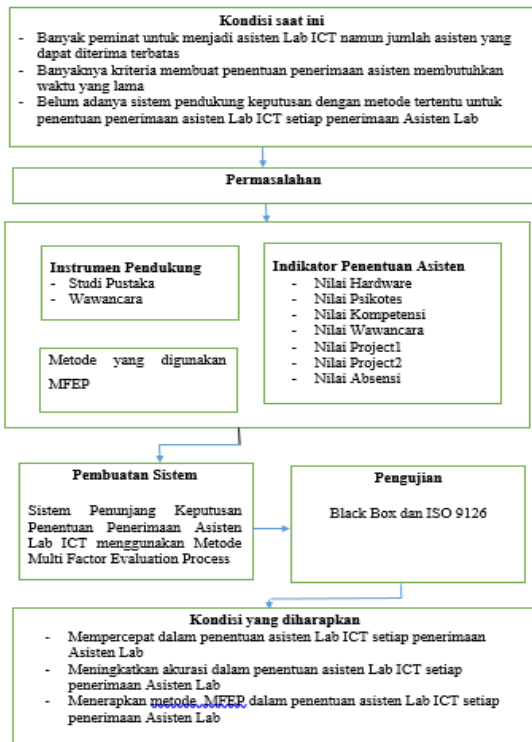 Kondisi saat ini
- Banyak peminat untuk menjadi asisten Lab ICT namun jumlah asisten yang
dapat diterima terbatas
- Banyaknya kriteria membuat penentuan penerimaan asisten membutuhkan
waktu yang lama
- Belum adanya sistem pendukung keputusan dengan metode tertentu untuk
penentuan penerimaan asisten Lab ICT setiap penerimaan Asisten Lab
Permasalahan
Instrumen Pendukung
- Studi Pustaka
- Wawancara
Metode yang digunakan
MFEP
Indikator Penentuan Asisten
- Nilai Hardware
- Nilai Psikotes
- Nilai Kompetensi
- Nilai Wawancara
- Nilai Project1
- Nilai Project2
- Nilai Absensi
Pembuatan Sistem
Sistem Penunjang Keputusan
Penentuan Penerimaan Asisten
Lab ICT menggunakan Metode
Multi Factor Evaluation Process
Pengujian
Black Box dan ISO 9126
Kondisi yang diharapkan
- Mempercepat dalam penentuan asisten Lab ICT setiap penerimaan
Asisten Lab
- Meningkatkan akurasi dalam penentuan asisten Lab ICT setiap
penerimaan Asisten Lab
- Menerapkan metode MFEP dalam penentuan asisten Lab ICT setiap
penerimaan Asisten Lab